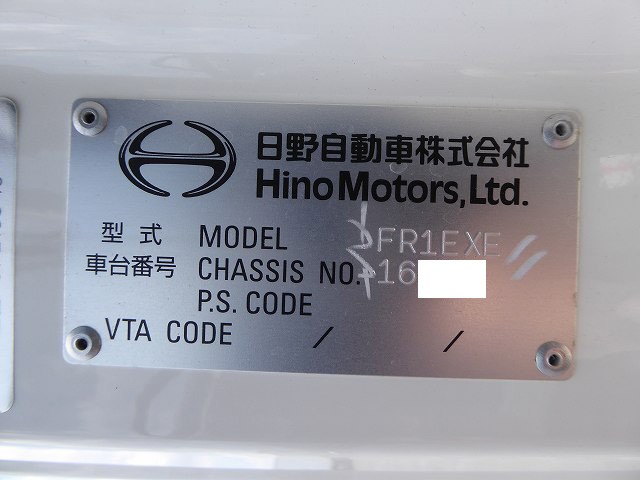 日野自動車株式会社
Hino Motors, Ltd.
型式 MODEL FR1EXE
車台番号 CHASSIS NO. 16
P.S. CODE
VTA CODE / /